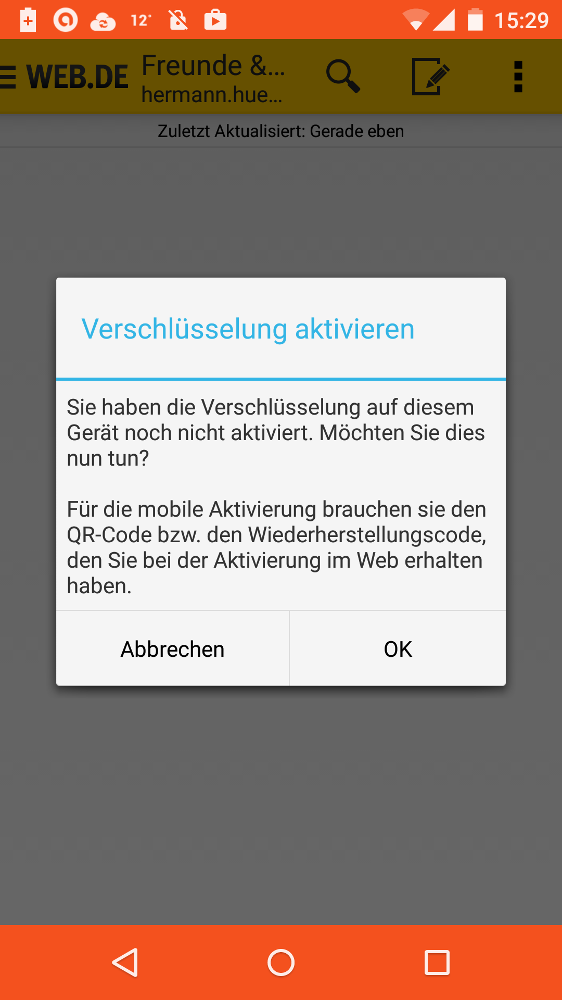 12°
15:29
WEB.DE
Freunde &...
hermann.hue...
Zuletzt Aktualisiert: Gerade eben
Verschlüsselung aktivieren
Sie haben die Verschlüsselung auf diesem
Gerät noch nicht aktiviert. Möchten Sie dies
nun tun?
Für die mobile Aktivierung brauchen sie den
QR-Code bzw. den Wiederherstellungscode,
den Sie bei der Aktivierung im Web erhalten
haben.
Abbrechen
OK